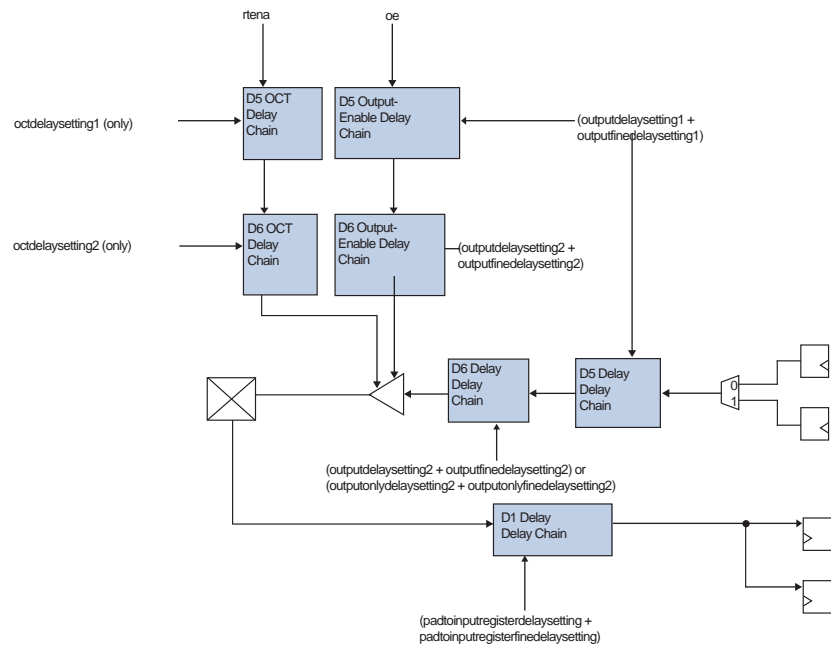 rtena
oe
D5 OCT
Delay
Chain
D5 Output-
Enable Delay
Chain
octdelaysetting1 (only)
(outputdelaysetting1 +
outputfinedelaysetting1)
D6 OCT
Delay
Chain
D6 Output-
Enable Delay
Chain
octdelaysetting2 (only)
(outputdelaysetting2 +
outputfinedelaysetting2)
D6 Delay
Delay
Chain
D5 Delay
Delay
Chain
0
1
(outputdelaysetting2 + outputfinedelaysetting2) or
(outputonlydelaysetting2 + outputonlyfinedelaysetting2)
D1 Delay
Delay Chain
(padtoinputregisterdelaysetting +
padtoinputregisterfinedelaysetting)